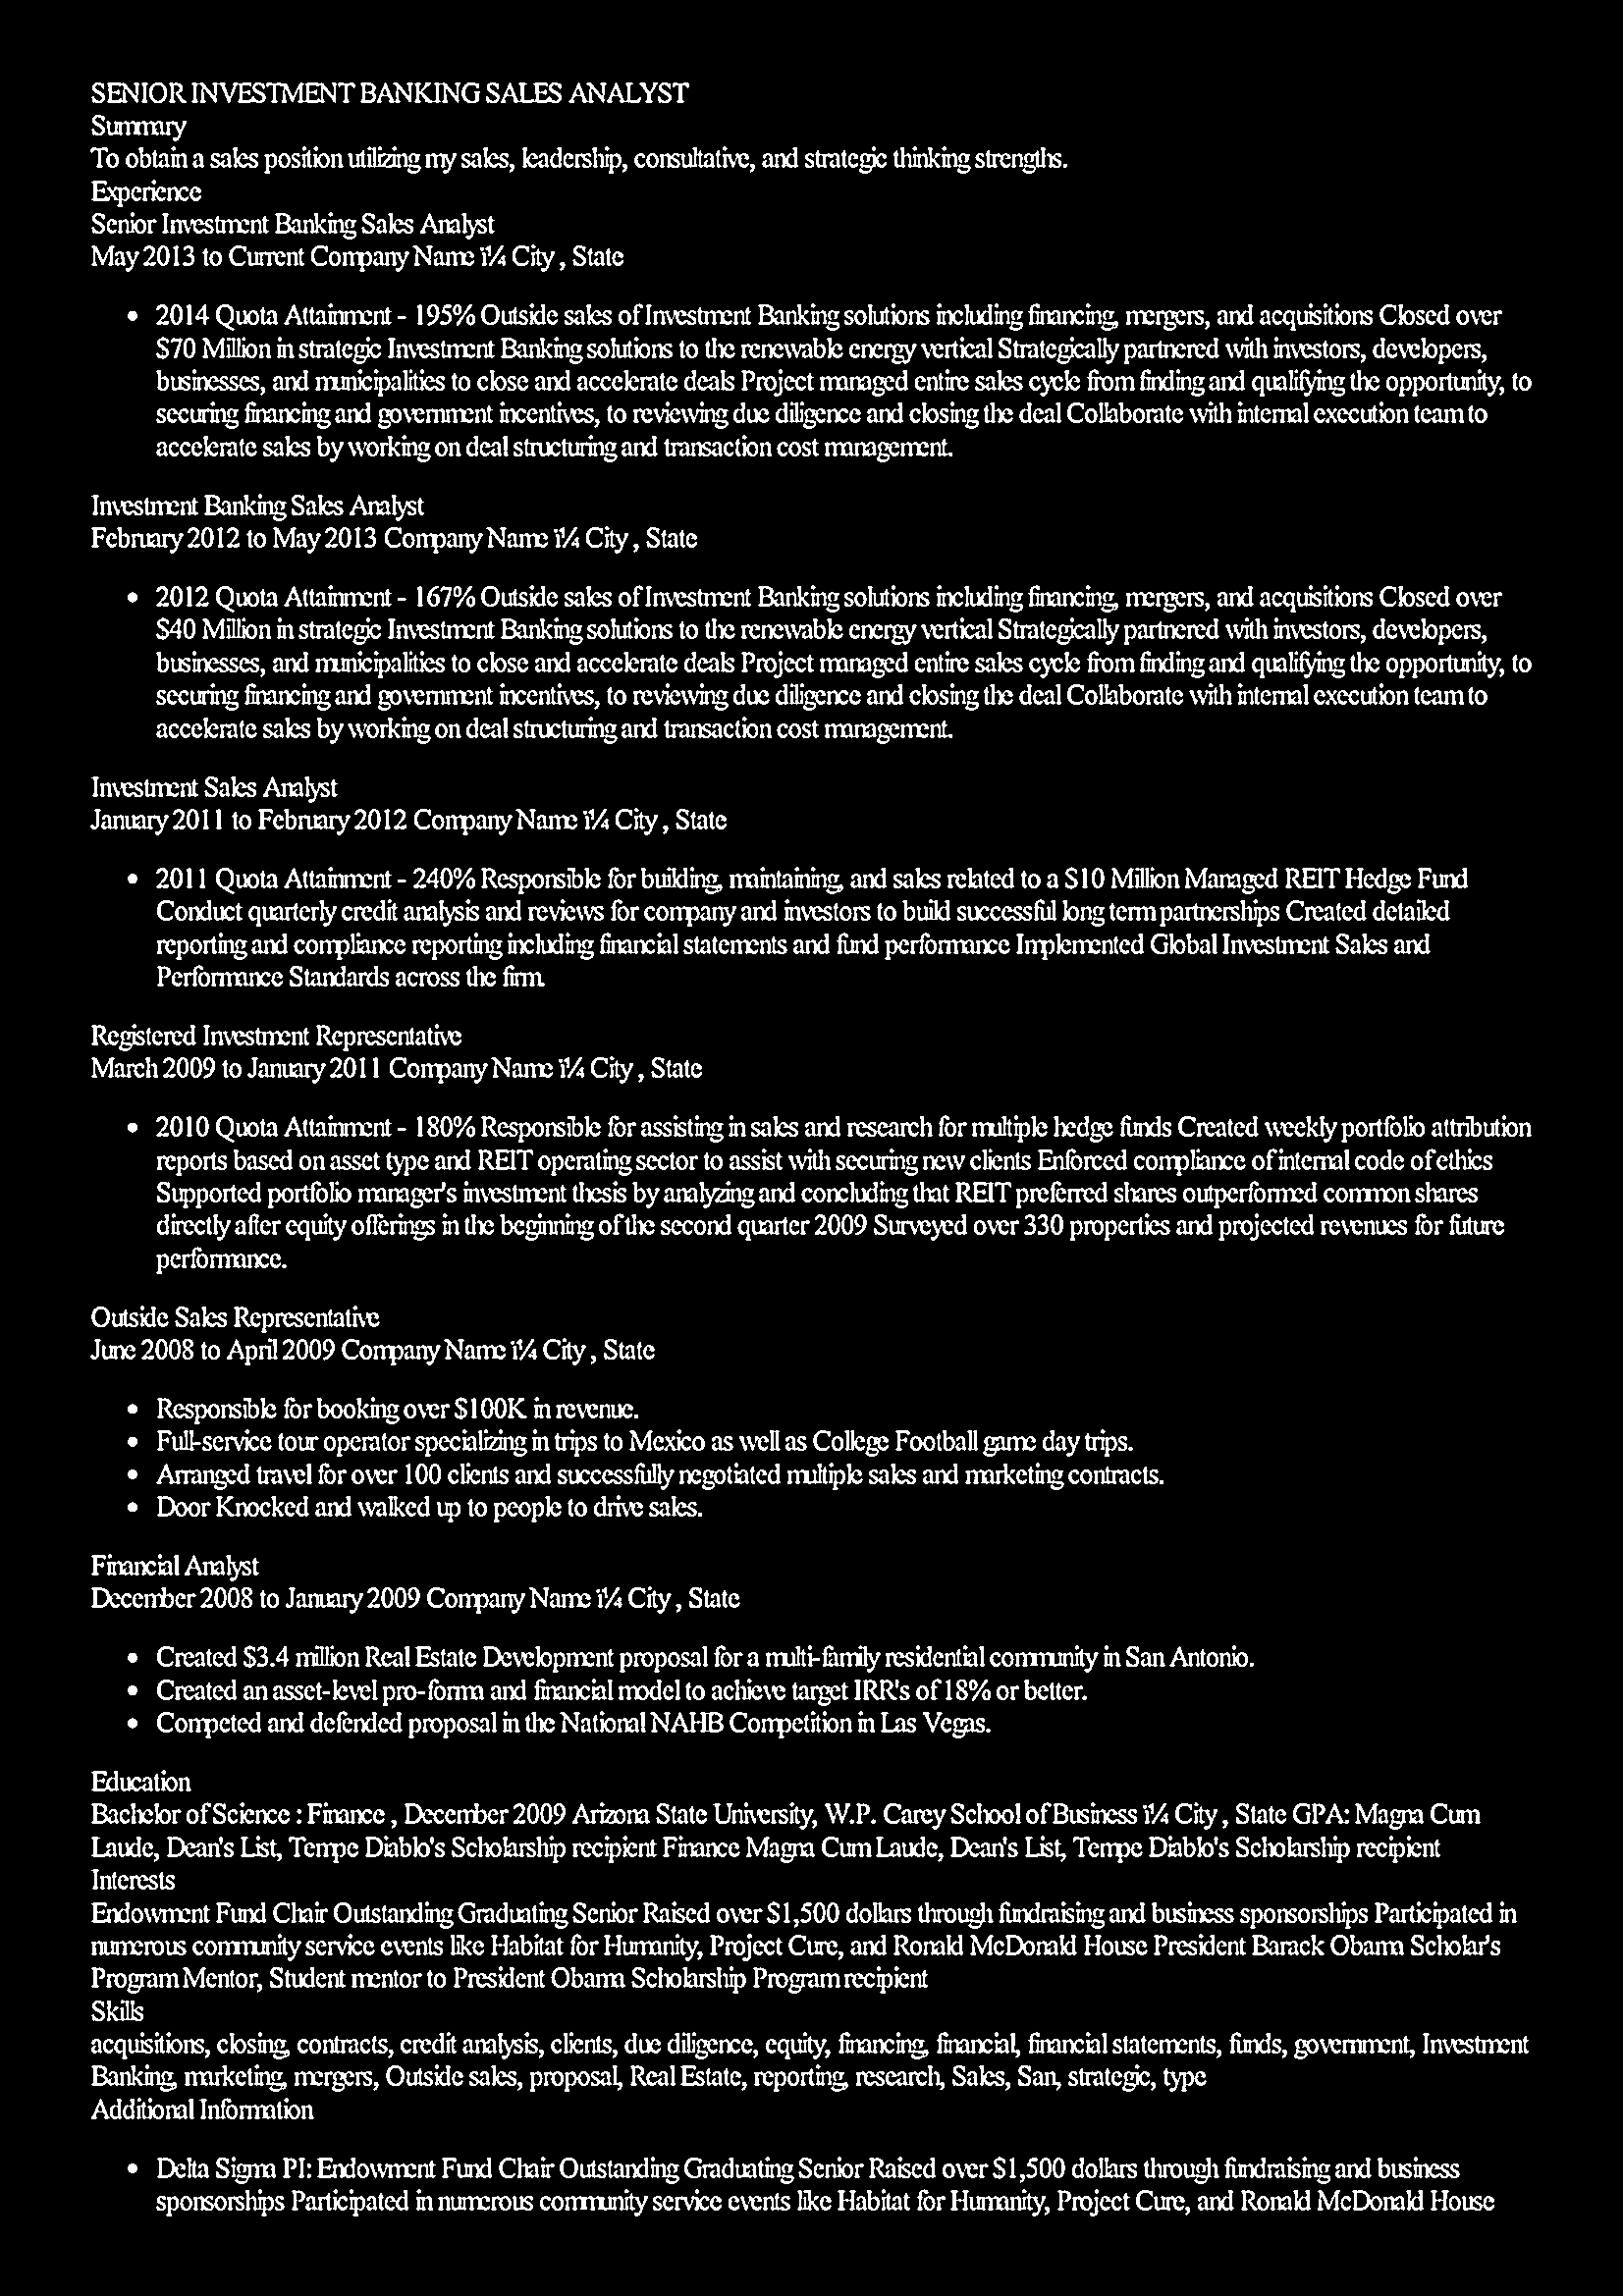 SENIOR INVESTMENT BANKING SALES ANALYST
Summary
To obtain a sales position utilizing my sales, leadership, consultative, and strategic thinking strengths.
Experience
Senior Investment Banking Sales Analyst
May 2013 to Current Company Name ï¼ City , State
• 2014 Quota Attainment - 195% Outside sales of Investment Banking solutions including financing, mergers, and acquisitions Closed over
$70 Million in strategic Investment Banking solutions to the renewable energy vertical Strategically partnered with investors, developers,
businesses, and municipalities to close and accelerate deals Project managed entire sales cycle from finding and qualifying the opportunity, to
securing financing and government incentives, to reviewing due diligence and closing the deal Collaborate with internal execution team to
accelerate sales by working on deal structuring and transaction cost management.
Investment Banking Sales Analyst
February 2012 to May 2013 Company Name ï¼ City , State
• 2012 Quota Attainment - 167% Outside sales of Investment Banking solutions including financing, mergers, and acquisitions Closed over
$40 Million in strategic Investment Banking solutions to the renewable energy vertical Strategically partnered with investors, developers,
businesses, and municipalities to close and accelerate deals Project managed entire sales cycle from finding and qualifying the opportunity, to
securing financing and government incentives, to reviewing due diligence and closing the deal Collaborate with internal execution team to
accelerate sales by working on deal structuring and transaction cost management.
Investment Sales Analyst
January 2011 to February 2012 Company Name ï¼ City , State
• 2011 Quota Attainment - 240% Responsible for building, maintaining, and sales related to a $10 Million Managed REIT Hedge Fund
Conduct quarterly credit analysis and reviews for company and investors to build successful long term partnerships Created detailed
reporting and compliance reporting including financial statements and fund performance Implemented Global Investment Sales and
Performance Standards across the firm.
Registered Investment Representative
March 2009 to January 2011 Company Name ï¼ City , State
• 2010 Quota Attainment - 180% Responsible for assisting in sales and research for multiple hedge funds Created weekly portfolio attribution
reports based on asset type and REIT operating sector to assist with securing new clients Enforced compliance of internal code of ethics
Supported portfolio manager's investment thesis by analyzing and concluding that REIT preferred shares outperformed common shares
directly after equity offerings in the beginning of the second quarter 2009 Surveyed over 330 properties and projected revenues for future
performance.
Outside Sales Representative
June 2008 to April 2009 Company Name ï¼ City , State
• Responsible for booking over $100K in revenue.
• Full-service tour operator specializing in trips to Mexico as well as College Football game day trips.
• Arranged travel for over 100 clients and successfully negotiated multiple sales and marketing contracts.
• Door Knocked and walked up to people to drive sales.
Financial Analyst
December 2008 to January 2009 Company Name ï¼ City , State
• Created $3.4 million Real Estate Development proposal for a multi-family residential community in San Antonio.
• Created an asset-level pro-forma and financial model to achieve target IRR's of 18% or better.
• Competed and defended proposal in the National NAHB Competition in Las Vegas.
Education
Bachelor of Science : Finance , December 2009 Arizona State University, W.P. Carey School of Business ï¼ City , State GPA: Magna Cum
Laude, Dean's List, Tempe Diablo's Scholarship recipient Finance Magna Cum Laude, Dean's List, Tempe Diablo's Scholarship recipient
Interests
Endowment Fund Chair Outstanding Graduating Senior Raised over $1,500 dollars through fundraising and business sponsorships Participated in
numerous community service events like Habitat for Humanity, Project Cure, and Ronald McDonald House President Barack Obama Scholar's
Program Mentor, Student mentor to President Obama Scholarship Program recipient
Skills
acquisitions, closing, contracts, credit analysis, clients, due diligence, equity, financing, financial, financial statements, funds, government, Investment
Banking, marketing, mergers, Outside sales, proposal, Real Estate, reporting, research, Sales, San, strategic, type
Additional Information
• Delta Sigma PI: Endowment Fund Chair Outstanding Graduating Senior Raised over $1,500 dollars through fundraising and business
sponsorships Participated in numerous community service events like Habitat for Humanity, Project Cure, and Ronald McDonald House